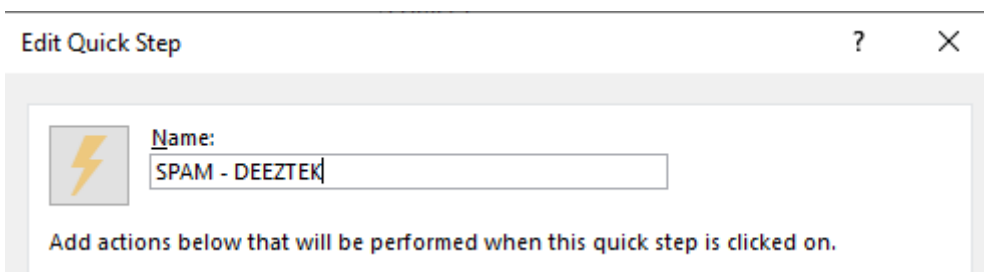 Edit Quick Step ?
Name:
SPAM - DEEZTEK
Add actions below that will be performed when this quick step is clicked on.